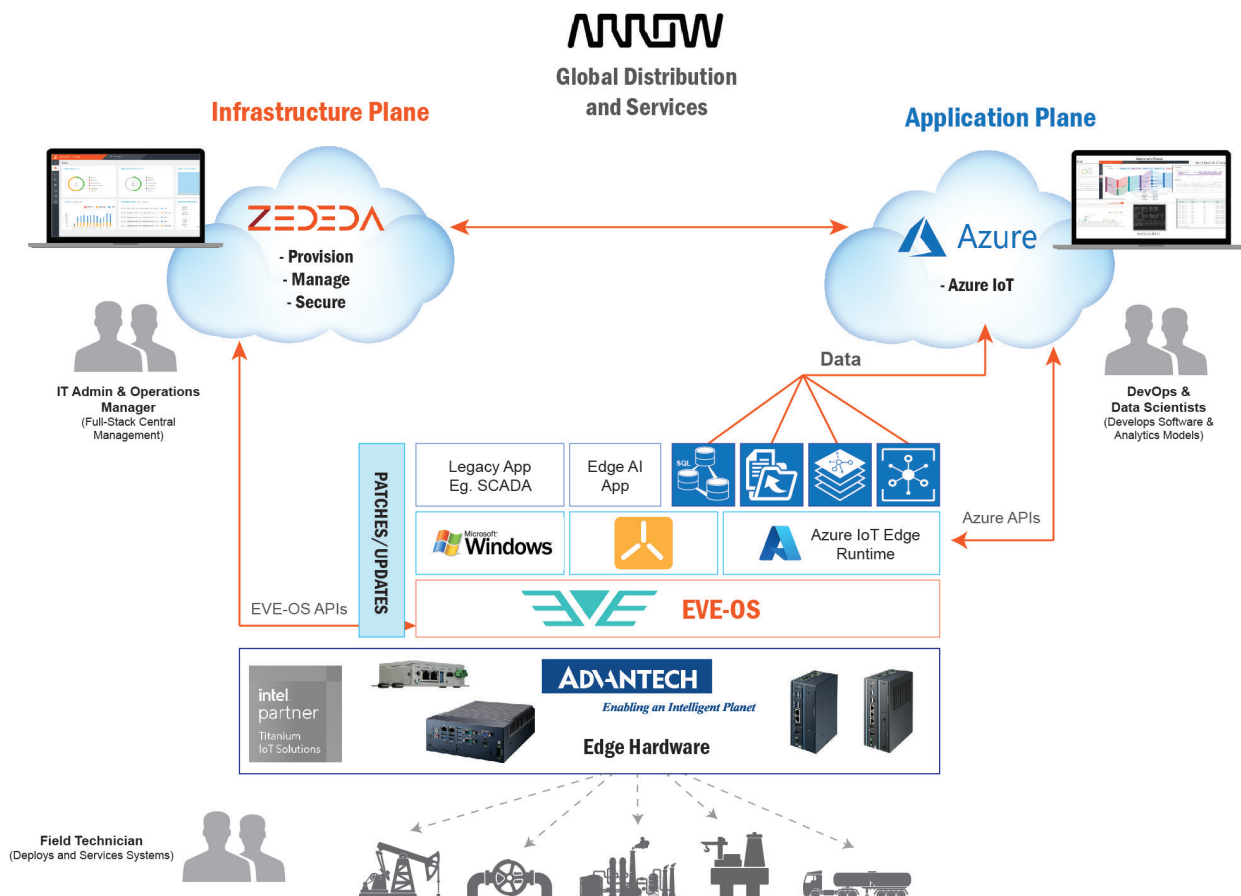 ARROW
Global Distribution
and Services
Infrastructure Plane
Application Plane
ZEDEDA
- Provision
- Manage
- Secure
Azure
- Azure IoT
IT Admin & Operations
Manager
(Full-Stack Central
Management)
Data
DevOps &
Data Scientists
(Develops Software &
Analytics Models)
PATCHES/UPDATES
Legacy App
Eg. SCADA
Edge AI
App
SQL
Microsoft
Windows
Azure IoT Edge
Runtime
Azure APIs
EVE-OS APIs
EVE
EVE-OS
intel
partner
Titanium
IoT Solutions
ADVANTECH
Enabling an Intelligent Planet
Edge Hardware
Field Technician
(Deploys and Services Systems)